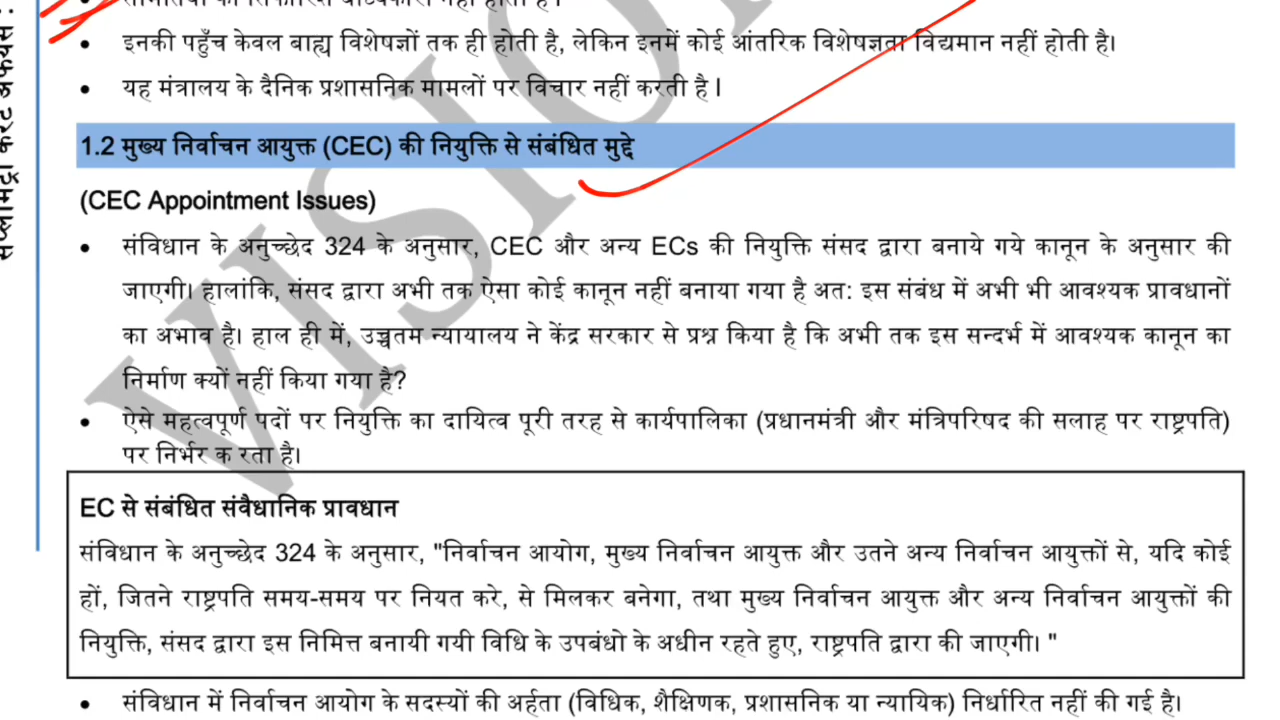 • इनकी पहुँच केवल बाह्य विशेषज्ञों तक ही होती है, लेकिन इनमें कोई आंतरिक विशेषज्ञता विद्यमान नहीं होती है।
• यह मंत्रालय के दैनिक प्रशासनिक मामलों पर विचार नहीं करती है।
1.2 मुख्य निर्वाचन आयुक्त (CEC) की नियुक्ति से संबंधित मुद्दे
(CEC Appointment Issues)
• संविधान के अनुच्छेद 324 के अनुसार, CEC और अन्य ECs की नियुक्ति संसद द्वारा बनाये गये कानून के अनुसार की
जाएगी। हालांकि, संसद द्वारा अभी तक ऐसा कोई कानून नहीं बनाया गया है अत: इस संबंध में अभी भी आवश्यक प्रावधानों
का अभाव है। हाल ही में, उच्चतम न्यायालय ने केंद्र सरकार से प्रश्न किया है कि अभी तक इस सन्दर्भ में आवश्यक कानून का
निर्माण क्यों नहीं किया गया है?
• ऐसे महत्वपूर्ण पदों पर नियुक्ति का दायित्व पूरी तरह से कार्यपालिका (प्रधानमंत्री और मंत्रिपरिषद की सलाह पर राष्ट्रपति)
पर निर्भर क रता है।
EC से संबंधित संवैधानिक प्रावधान
संविधान के अनुच्छेद 324 के अनुसार, "निर्वाचन आयोग, मुख्य निर्वाचन आयुक्त और उतने अन्य निर्वाचन आयुक्तों से, यदि कोई
हों, जितने राष्ट्रपति समय-समय पर नियत करे, से मिलकर बनेगा, तथा मुख्य निर्वाचन आयुक्त और अन्य निर्वाचन आयुक्तों की
नियुक्ति, संसद द्वारा इस निमित्त बनायी गयी विधि के उपबंधो के अधीन रहते हुए, राष्ट्रपति द्वारा की जाएगी। "
• संविधान में निर्वाचन आयोग के सदस्यों की अर्हता (विधिक, शैक्षिणक, प्रशासनिक या न्यायिक) निर्धारित नहीं की गई है।
VISIO